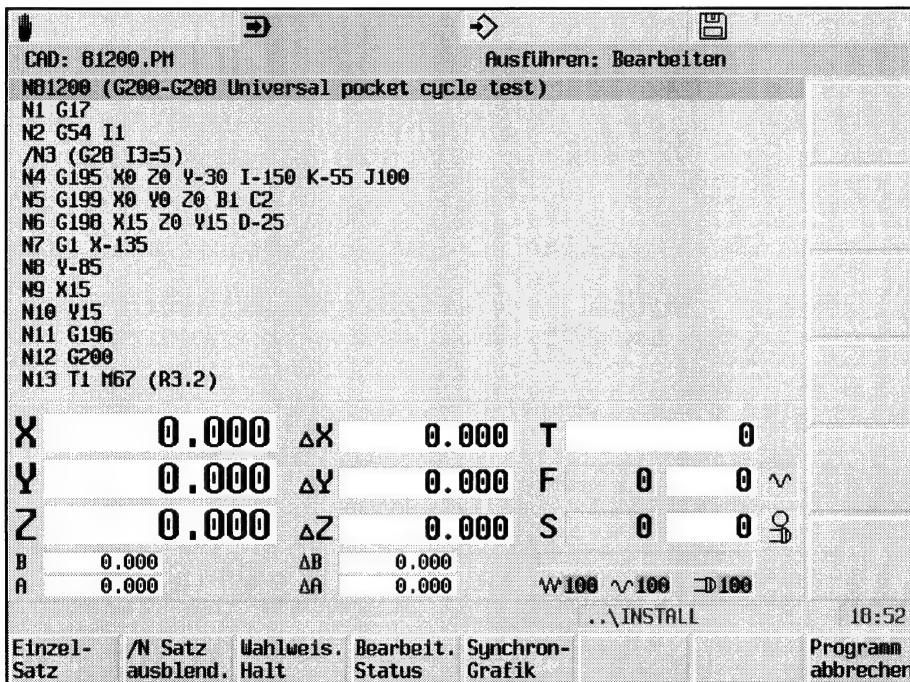 CAD: 81200.PM Ausführen: Bearbeiten
N81200 (G200-G208 Universal pocket cycle test)
N1 G17
N2 G54 I1
/N3 (G28 I3=5)
N4 G195 X0 Z0 Y-30 I-150 K-55 J100
N5 G199 X0 Y0 Z0 B1 C2
N6 G198 X15 Z0 Y15 D-25
N7 G1 X-135
N8 Y-85
N9 X15
N10 Y15
N11 G196
N12 G200
N13 T1 M67 (R3.2)
X 0.000 ΔX 0.000 T 0
Y 0.000 ΔY 0.000 F 0 0
Z 0.000 ΔZ 0.000 S 0 0
B 0.000 ΔB 0.000
A 0.000 ΔA 0.000 100 100 100
..\INSTALL 10:52
Einzel- /N Satz Wahlweis. Bearbeit. Synchron- Programm
Satz ausblend. Halt Status Grafik abbrechen